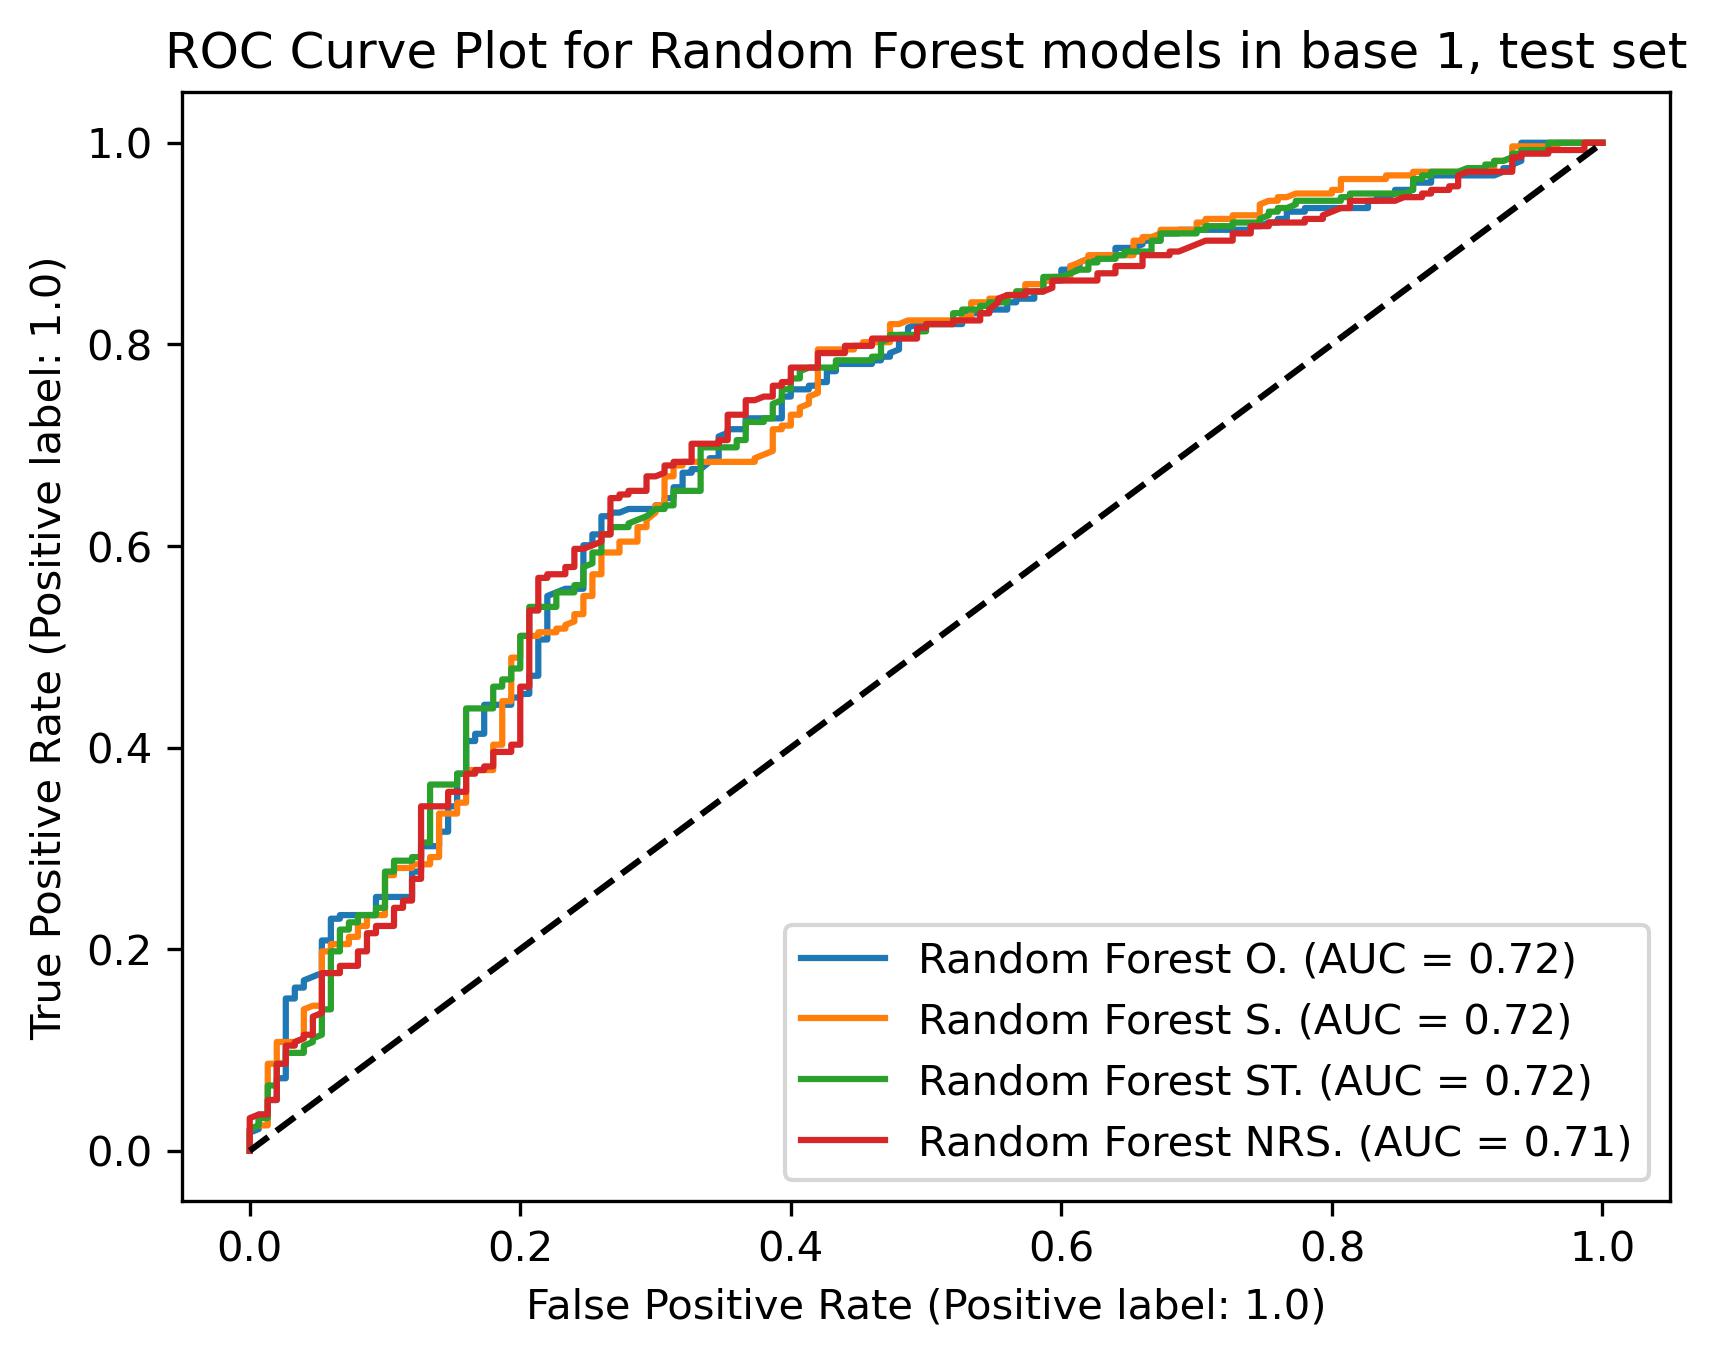 ROC Curve Plot for Random Forest models in base 1, test set
True Positive Rate (Positive label: 1.0)
1.0
0.8
0.6
0.4
0.2
0.0
Random Forest O. (AUC = 0.72)
Random Forest S. (AUC = 0.72)
Random Forest ST. (AUC = 0.72)
Random Forest NRS. (AUC = 0.71)
0.0 0.2 0.4 0.6 0.8 1.0
False Positive Rate (Positive label: 1.0)